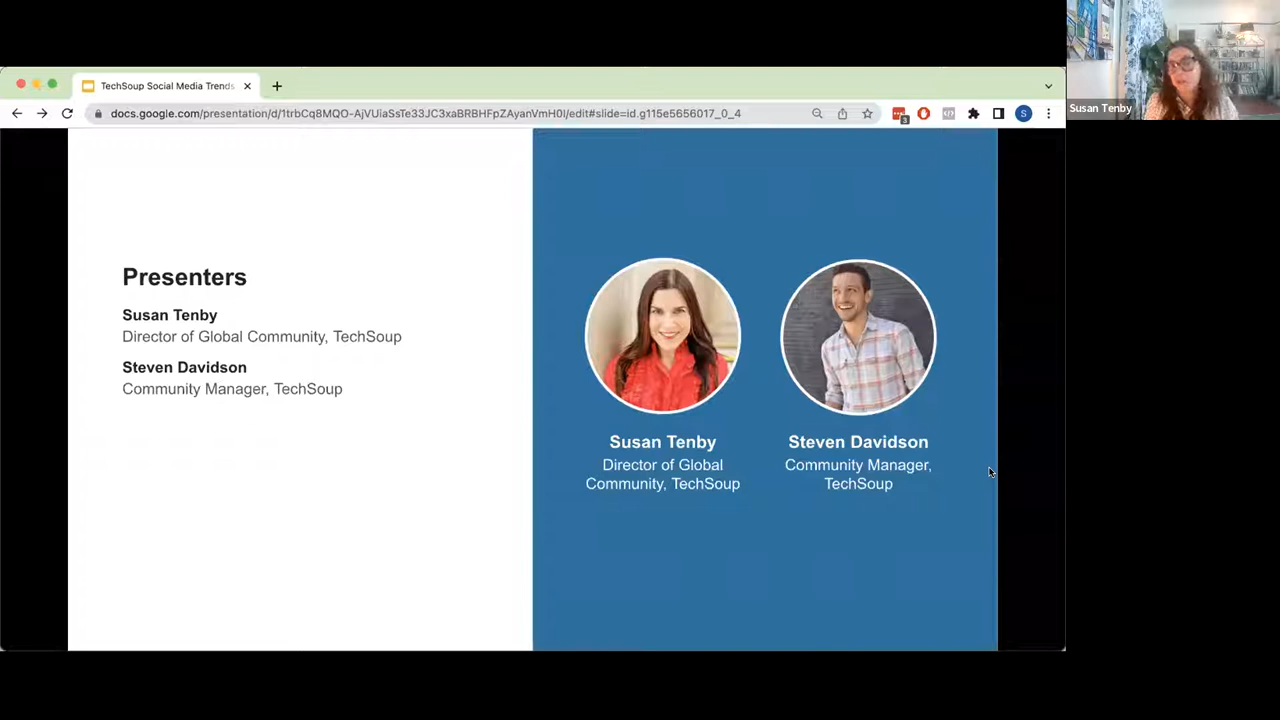 TechSoup Social Media Trends
docs.google.com/presentation/d/1trbCq8MQO-AjVUiaSsTe33JC3xaBRBHFpZAyanVmH0I/edit#slide=id.g115e5656017_0_4
3
S
Susan Tenby
Presenters
Susan Tenby
Director of Global Community, TechSoup
Steven Davidson
Community Manager, TechSoup
Susan Tenby
Director of Global
Community, TechSoup
Steven Davidson
Community Manager,
TechSoup